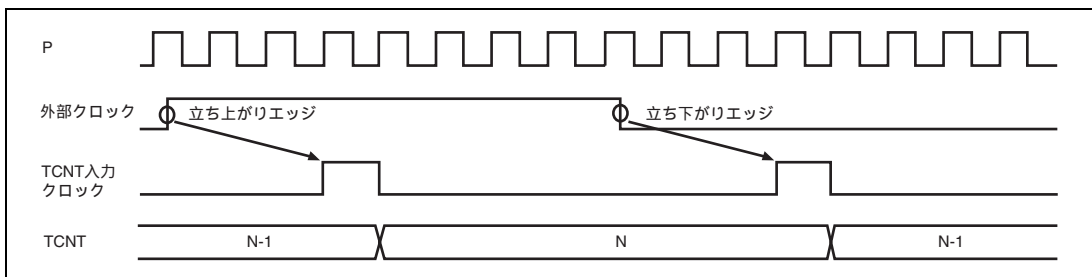 P
外部クロック
立ち上がりエッジ
立ち下がりエッジ
TCNT入力
クロック
TCNT
N-1
N
N-1